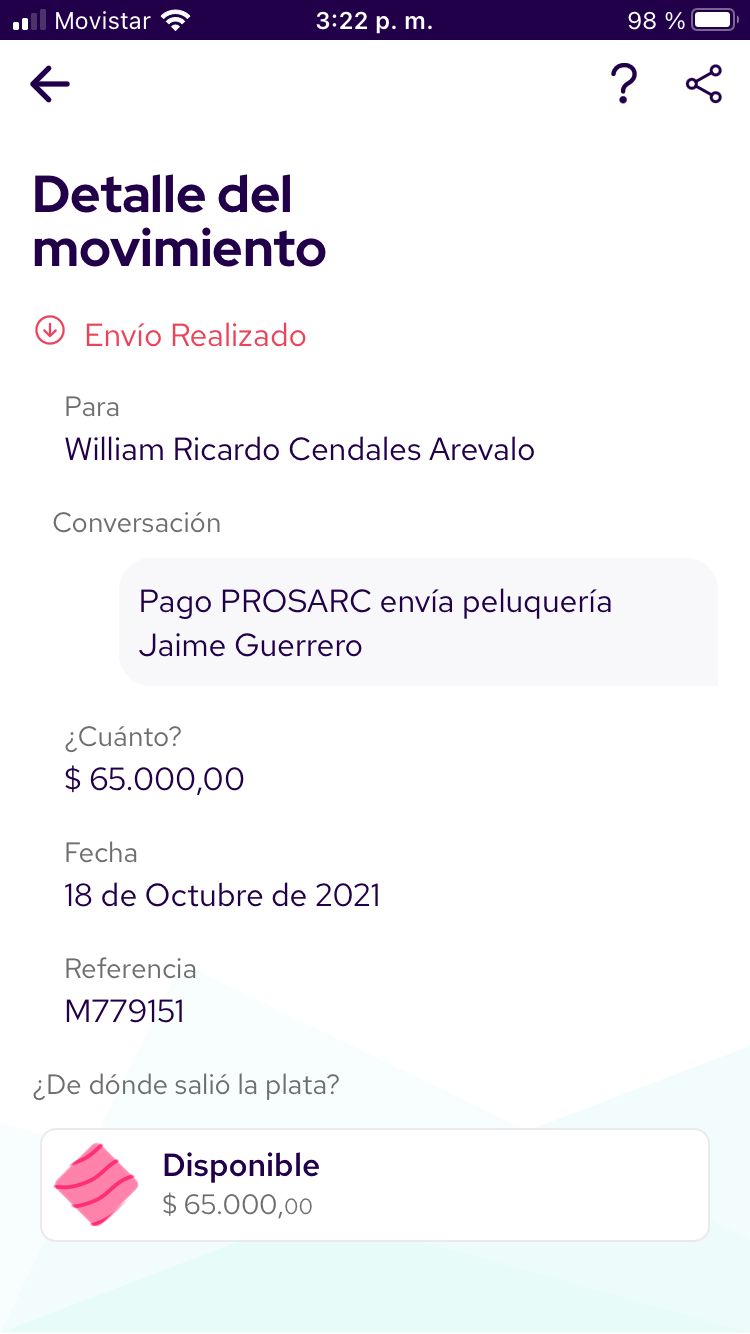 Movistar 3:22 p. m. 98 %
Detalle del
movimiento
Envío Realizado
Para
William Ricardo Cendales Arevalo
Conversación
Pago PROSARC envía peluquería
Jaime Guerrero
¿Cuánto?
$ 65.000,00
Fecha
18 de Octubre de 2021
Referencia
M779151
¿De dónde salió la plata?
Disponible
$ 65.000,00